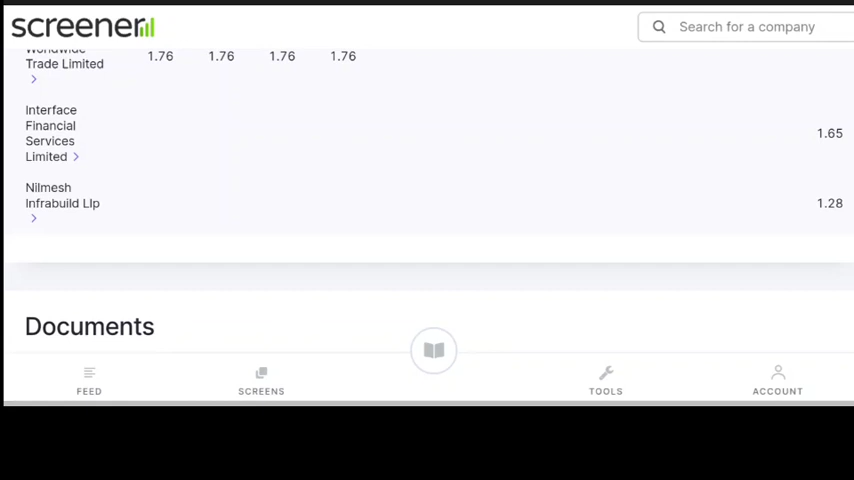 screener
Search for a company
Worldwide
Trade Limited
1.76 1.76 1.76 1.76
Interface
Financial
Services
Limited
1.65
Nilmesh
Infrabuild Llp
1.28
Documents
FEED
SCREENS
TOOLS
ACCOUNT